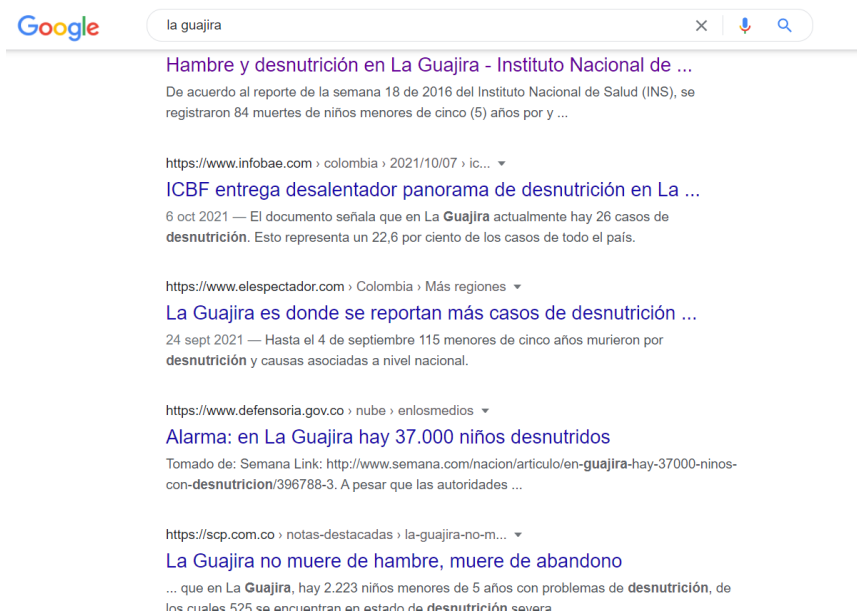 Google
la guajira
Hambre y desnutrición en La Guajira - Instituto Nacional de ...
De acuerdo al reporte de la semana 18 de 2016 del Instituto Nacional de Salud (INS), se
registraron 84 muertes de niños menores de cinco (5) años por y ...
https://www.infobae.com › colombia › 2021/10/07 › ic...
ICBF entrega desalentador panorama de desnutrición en La ...
6 oct 2021 — El documento señala que en La Guajira actualmente hay 26 casos de
desnutrición. Esto representa un 22,6 por ciento de los casos de todo el país.
https://www.elespectador.com › Colombia › Más regiones
La Guajira es donde se reportan más casos de desnutrición ...
24 sept 2021 — Hasta el 4 de septiembre 115 menores de cinco años murieron por
desnutrición y causas asociadas a nivel nacional.
https://www.defensoria.gov.co › nube › enlosmedios
Alarma: en La Guajira hay 37.000 niños desnutridos
Tomado de: Semana Link: http://www.semana.com/nacion/articulo/en-guajira-hay-37000-ninos-
con-desnutricion/396788-3. A pesar que las autoridades ...
https://scp.com.co › notas-destacadas › la-guajira-no-m...
La Guajira no muere de hambre, muere de abandono
... que en La Guajira, hay 2.223 niños menores de 5 años con problemas de desnutrición, de
los cuales 525 se encuentran en estado de desnutrición severa